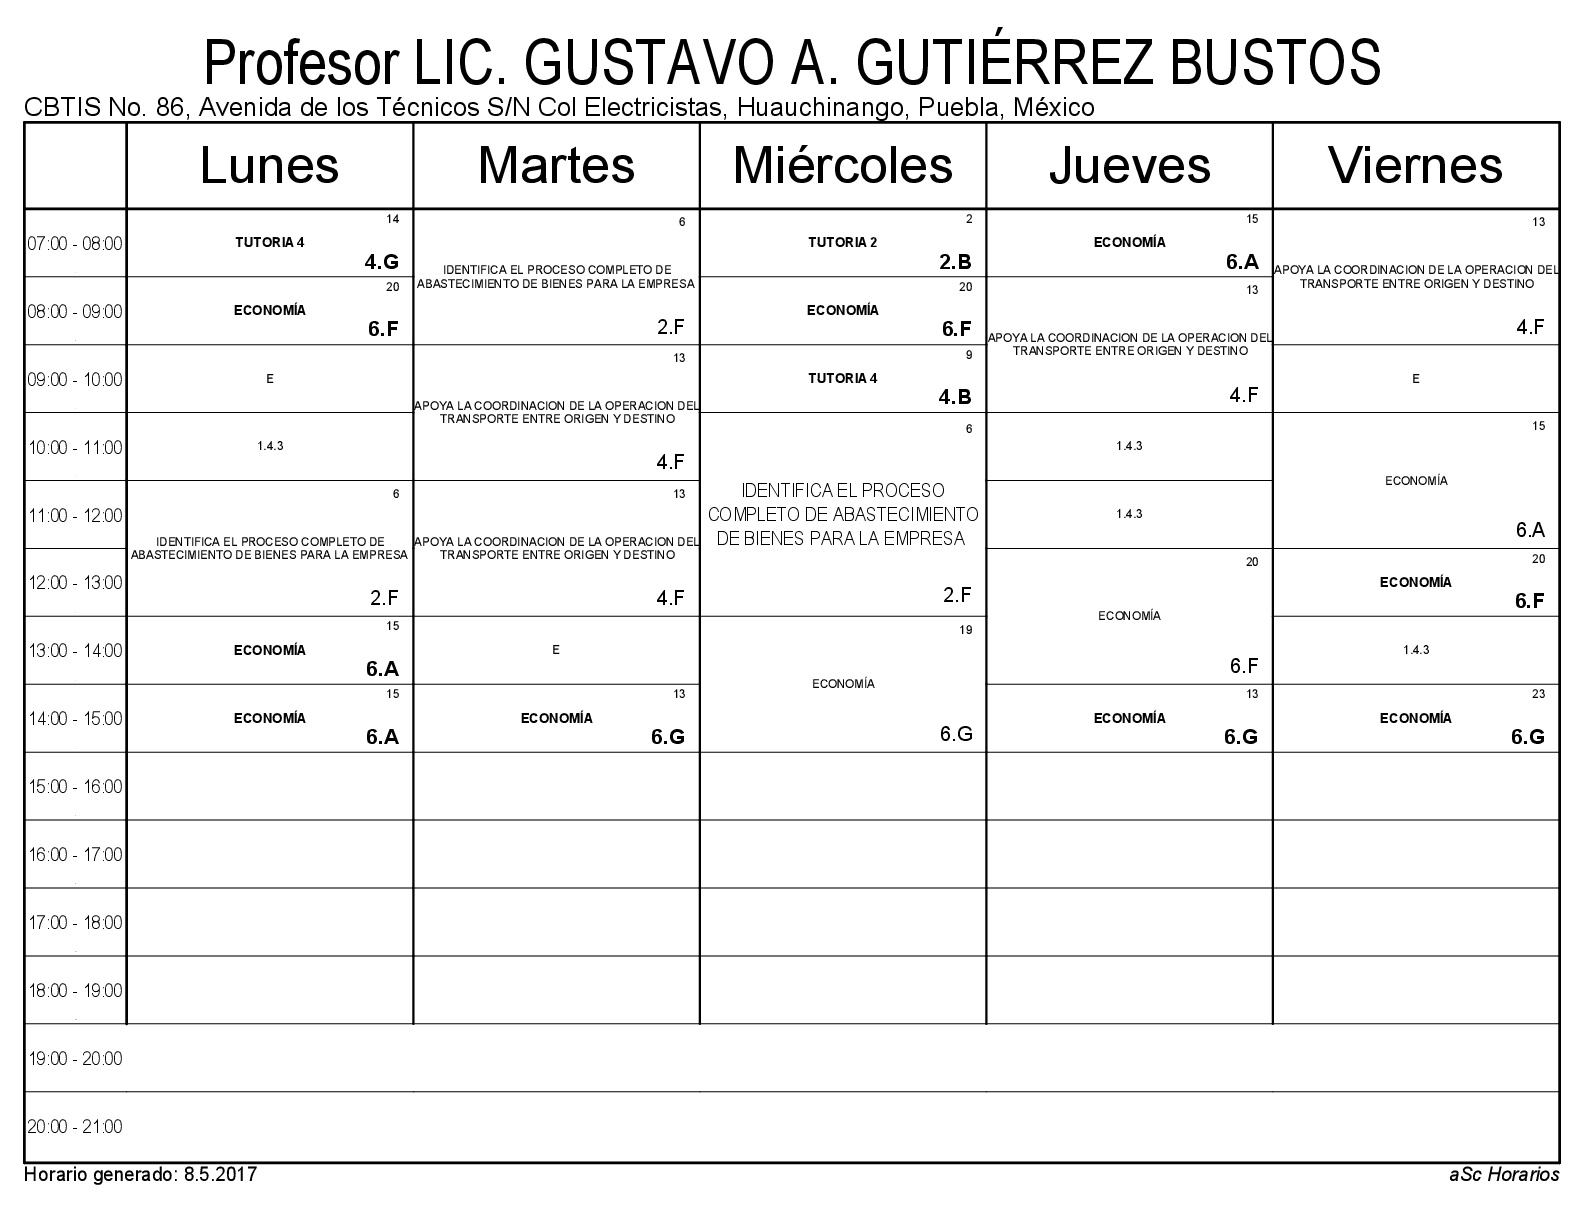 Profesor LIC. GUSTAVO A. GUTIÉRREZ BUSTOS
CBTIS No. 86, Avenida de los Técnicos S/N Col Electricistas, Huauchinango, Puebla, México
Lunes Martes Miércoles Jueves Viernes
07:00 - 08:00
14
TUTORIA 4
4.G
6
IDENTIFICA EL PROCESO COMPLETO DE
ABASTECIMIENTO DE BIENES PARA LA EMPRESA
2.F
2
TUTORIA 2
2.B
15
ECONOMÍA
6.A
13
APOYA LA COORDINACION DE LA OPERACION DEL
TRANSPORTE ENTRE ORIGEN Y DESTINO
4.F
08:00 - 09:00
20
ECONOMÍA
6.F
20
ECONOMÍA
6.F
13
APOYA LA COORDINACION DE LA OPERACION DEL
TRANSPORTE ENTRE ORIGEN Y DESTINO
4.F
09:00 - 10:00
E
13
APOYA LA COORDINACION DE LA OPERACION DEL
TRANSPORTE ENTRE ORIGEN Y DESTINO
4.F
9
TUTORIA 4
4.B
E
10:00 - 11:00
1.4.3
6
IDENTIFICA EL PROCESO
COMPLETO DE ABASTECIMIENTO
DE BIENES PARA LA EMPRESA
2.F
1.4.3
15
ECONOMÍA
6.A
11:00 - 12:00
6
IDENTIFICA EL PROCESO COMPLETO DE
ABASTECIMIENTO DE BIENES PARA LA EMPRESA
2.F
13
APOYA LA COORDINACION DE LA OPERACION DEL
TRANSPORTE ENTRE ORIGEN Y DESTINO
4.F
1.4.3
12:00 - 13:00
20
ECONOMÍA
6.F
20
ECONOMÍA
6.F
13:00 - 14:00
15
ECONOMÍA
6.A
E
19
ECONOMÍA
6.G
1.4.3
14:00 - 15:00
15
ECONOMÍA
6.A
13
ECONOMÍA
6.G
13
ECONOMÍA
6.G
23
ECONOMÍA
6.G
15:00 - 16:00
16:00 - 17:00
17:00 - 18:00
18:00 - 19:00
19:00 - 20:00
20:00 - 21:00
Horario generado: 8.5.2017
aSc Horarios